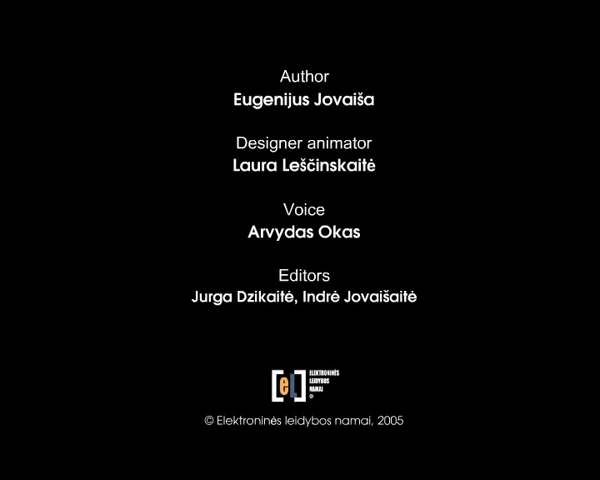 Author
Eugenijus Jovaiša
Designer animator
Laura Leščinskaitė
Voice
Arvydas Okas
Editors
Jurga Dzikaitė, Indrė Jovaišaitė
[el]
ELEKTRONINĖS
LEIDYBOS
NAMAI
®
© Elektroninės leidybos namai, 2005